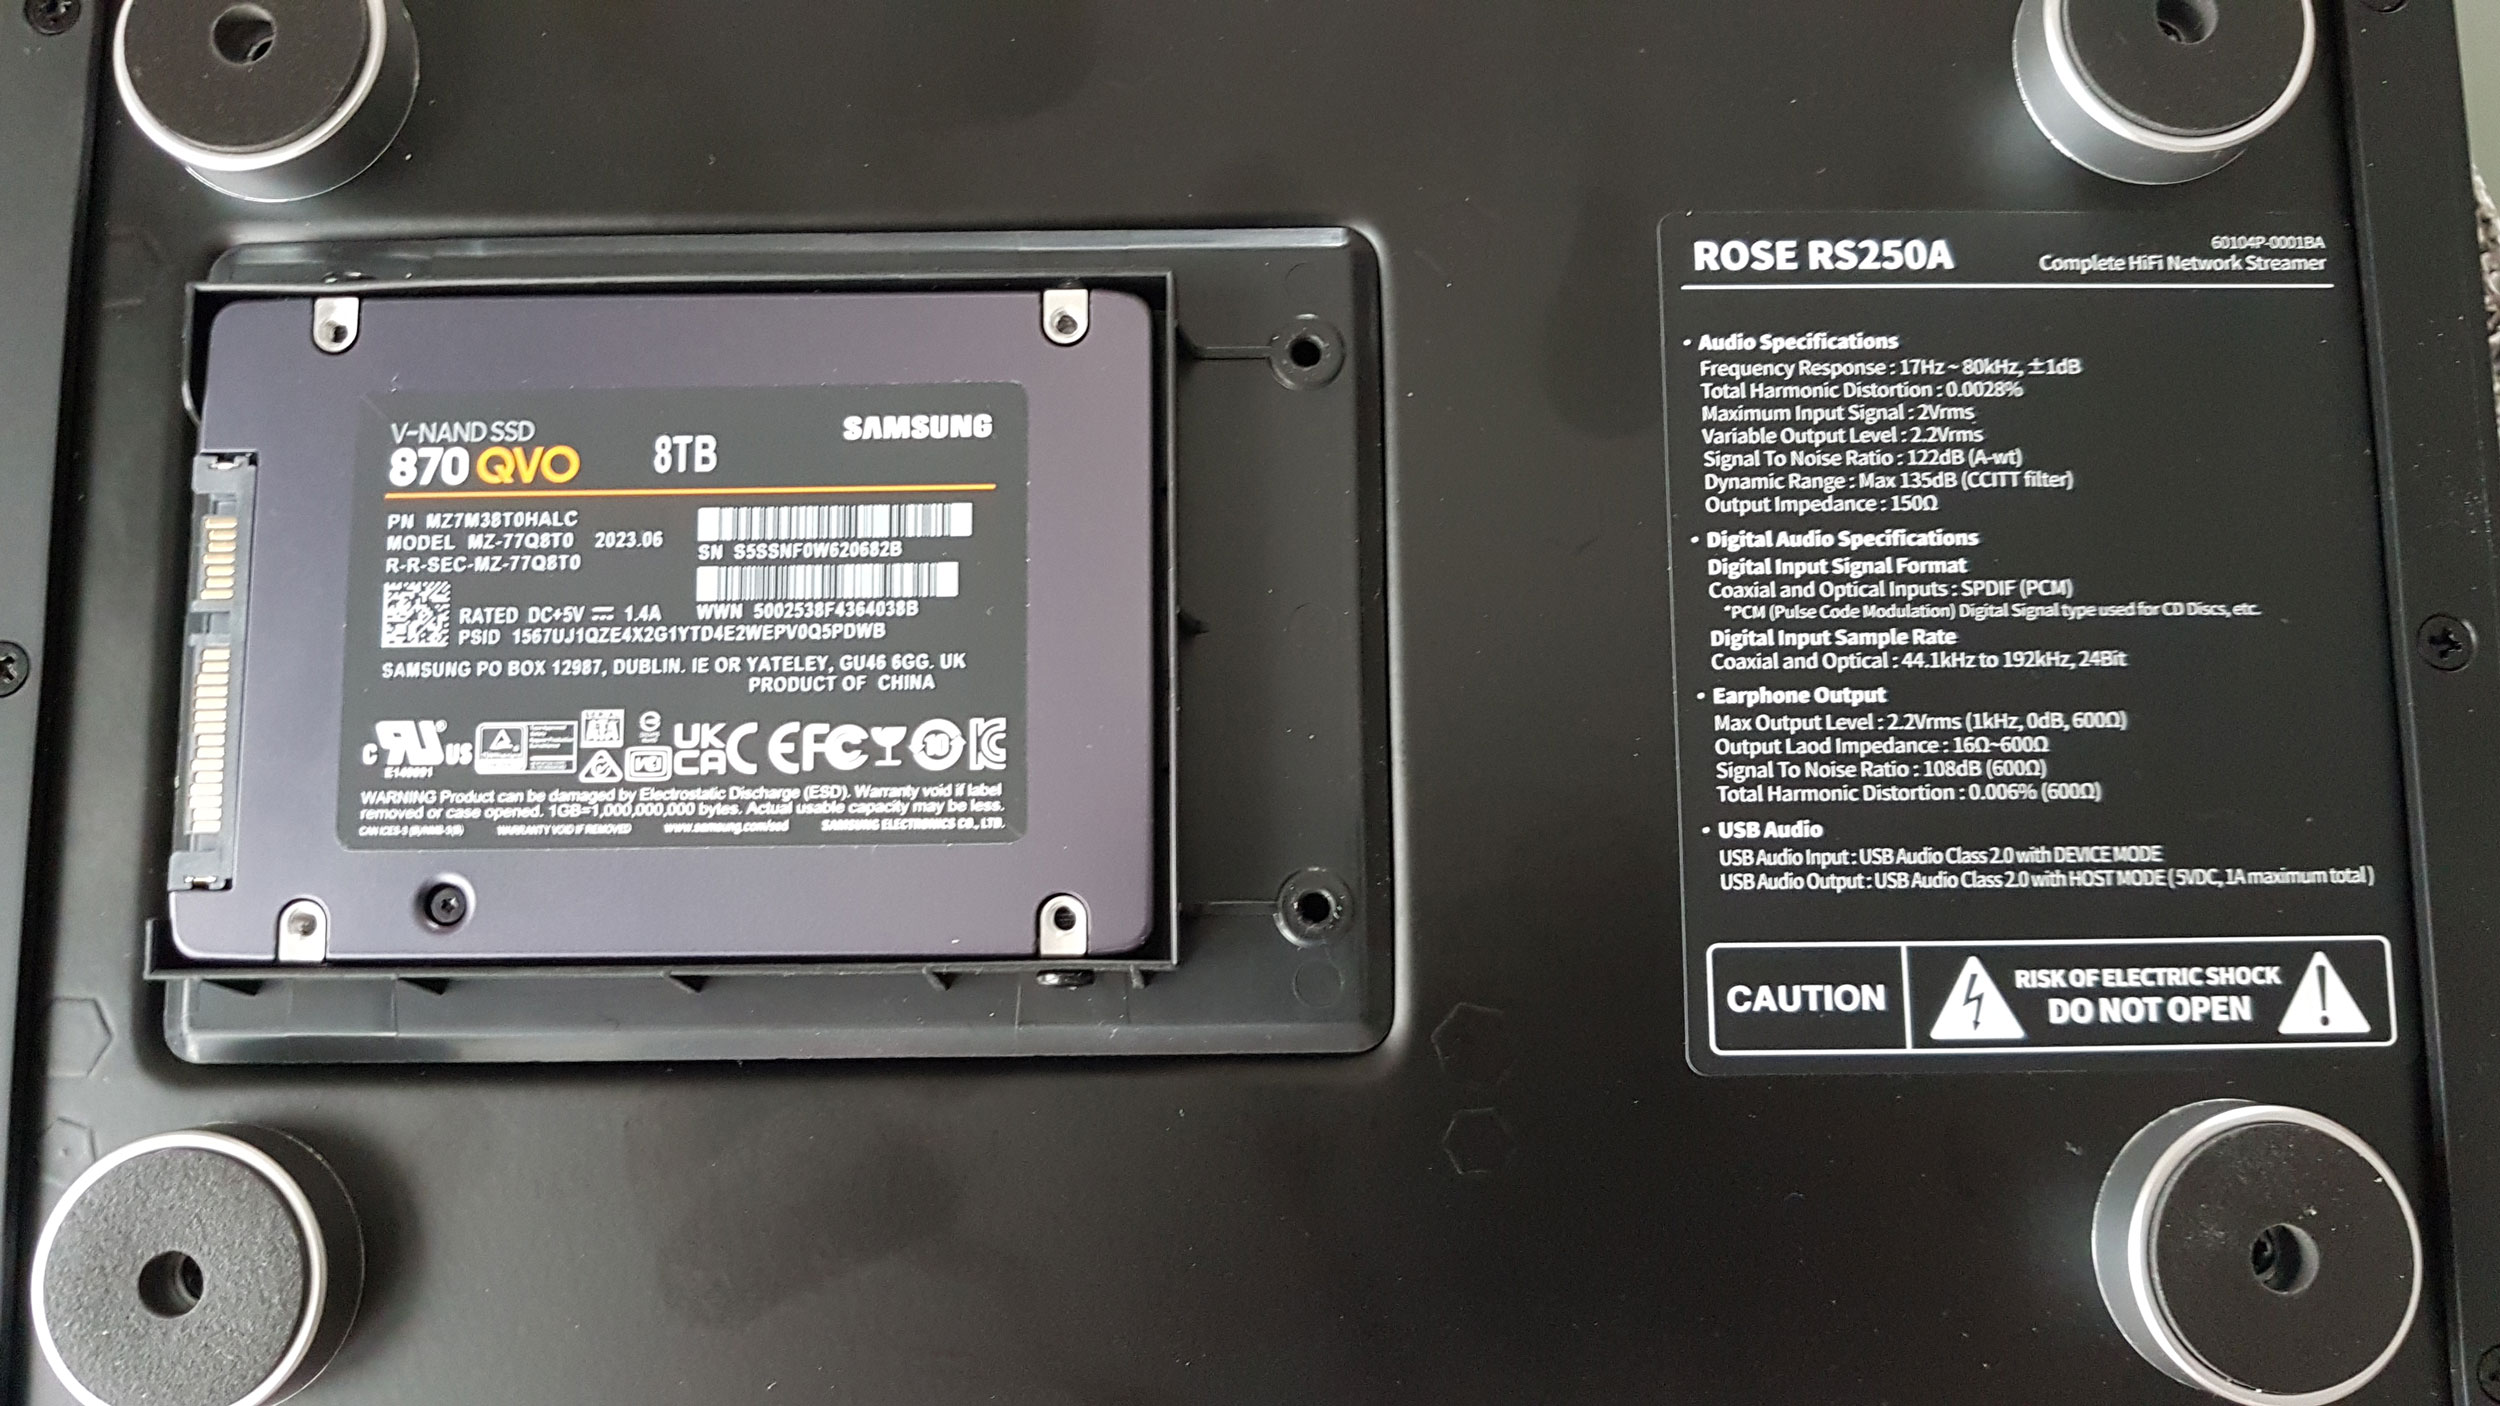 V-NAND SSD
870 QVO
8TB
SAMSUNG
PN MZ7M38T0HALC
MODEL MZ-77Q8T0 2023.06
R-R-SEC-MZ-77Q8T0
SN S5SSNF0W620682B
WWN 5002538F4364038B
RATED DC+5V ⎓ 1.4A
PSID 1567UJ1QZE4X2G1YTD4E2WEPV0Q5PDWB
SAMSUNG PO BOX 12987, DUBLIN. IE OR YATELEY, GU46 6GG. UK
PRODUCT OF CHINA
C UR® US
SATA
UK
CA
CE FC 10 KC
WARNING Product can be damaged by Electrostatic Discharge (ESD). Warranty void if label
removed or case opened. 1GB=1,000,000,000 bytes. Actual usable capacity may be less.
WARRANTY VOID IF REMOVED www.samsung.com/ssd SAMSUNG ELECTRONICS CO., LTD.
60104P-0001BA
ROSE RS250A Complete HiFi Network Streamer
• Audio Specifications
Frequency Response : 17Hz ~ 80kHz, ±1dB
Total Harmonic Distortion : 0.0028%
Maximum Input Signal : 2Vrms
Variable Output Level : 2.2Vrms
Signal To Noise Ratio : 122dB (A-wt)
Dynamic Range : Max 135dB (CCITT filter)
Output Impedance : 150Ω
• Digital Audio Specifications
Digital Input Signal Format
Coaxial and Optical Inputs : SPDIF (PCM)
*PCM (Pulse Code Modulation) Digital Signal type used for CD Discs, etc.
Digital Input Sample Rate
Coaxial and Optical : 44.1kHz to 192kHz, 24Bit
• Earphone Output
Max Output Level : 2.2Vrms (1kHz, 0dB, 600Ω)
Output Laod Impedance : 16Ω~600Ω
Signal To Noise Ratio : 108dB (600Ω)
Total Harmonic Distortion : 0.006% (600Ω)
• USB Audio
USB Audio Input : USB Audio Class 2.0 with DEVICE MODE
USB Audio Output : USB Audio Class 2.0 with HOST MODE ( 5VDC, 1A maximum total )
CAUTION
RISK OF ELECTRIC SHOCK
DO NOT OPEN